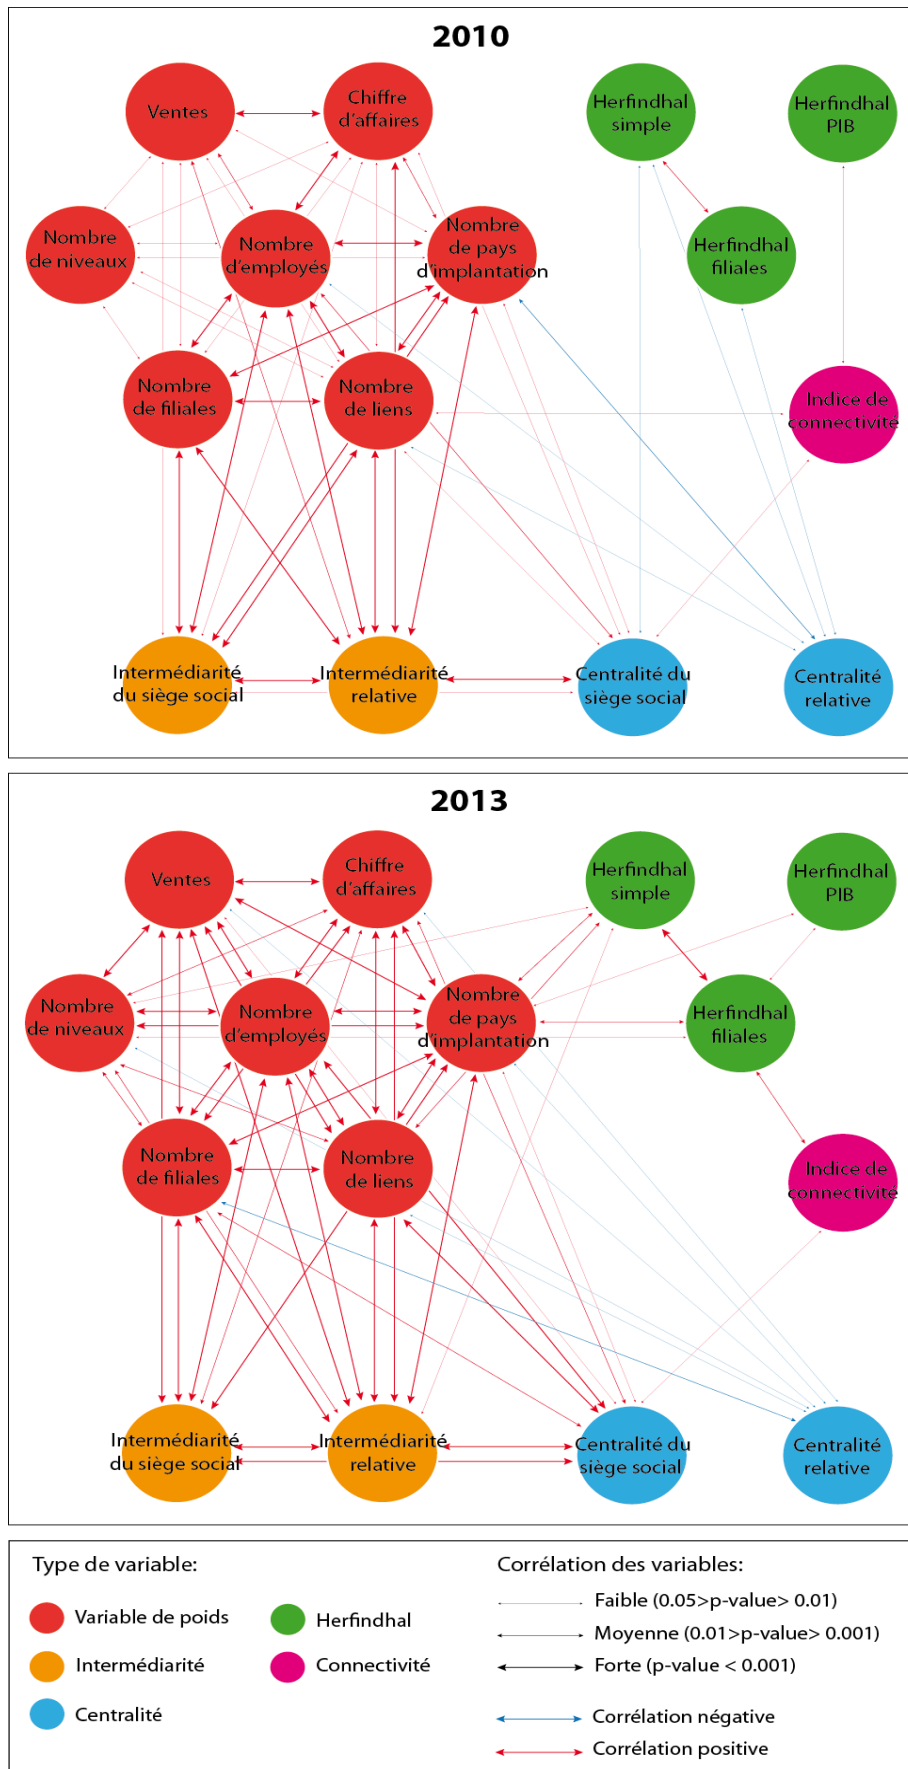 2010
Ventes
Chiffre
d'affaires
Herfindhal
simple
Herfindhal
PIB
Nombre
de niveaux
Nombre
d'employés
Nombre
de pays
d'implantation
Herfindhal
filiales
Nombre
de filiales
Nombre
de liens
Indice de
connectivité
Intermédiarité
du siège social
Intermédiarité
relative
Centralité du
siège social
Centralité
relative
2013
Ventes
Chiffre
d'affaires
Herfindhal
simple
Herfindhal
PIB
Nombre
de niveaux
Nombre
d'employés
Nombre
de pays
d'implantation
Herfindhal
filiales
Nombre
de filiales
Nombre
de liens
Indice de
connectivité
Intermédiarité
du siège social
Intermédiarité
relative
Centralité du
siège social
Centralité
relative
Type de variable:
Variable de poids
Herfindhal
Intermédiarité
Connectivité
Centralité
Corrélation des variables:
Faible (0.05>p-value> 0.01)
Moyenne (0.01>p-value> 0.001)
Forte (p-value < 0.001)
Corrélation négative
Corrélation positive